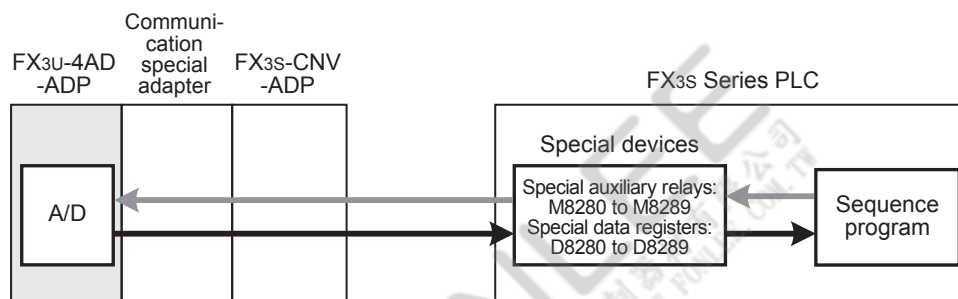 Communi-
cation
special
adapter
FX3U-4AD
-ADP
FX3S-CNV
-ADP
FX3S Series PLC
Special devices
A/D
Special auxiliary relays:
M8280 to M8289
Special data registers:
D8280 to D8289
Sequence
program